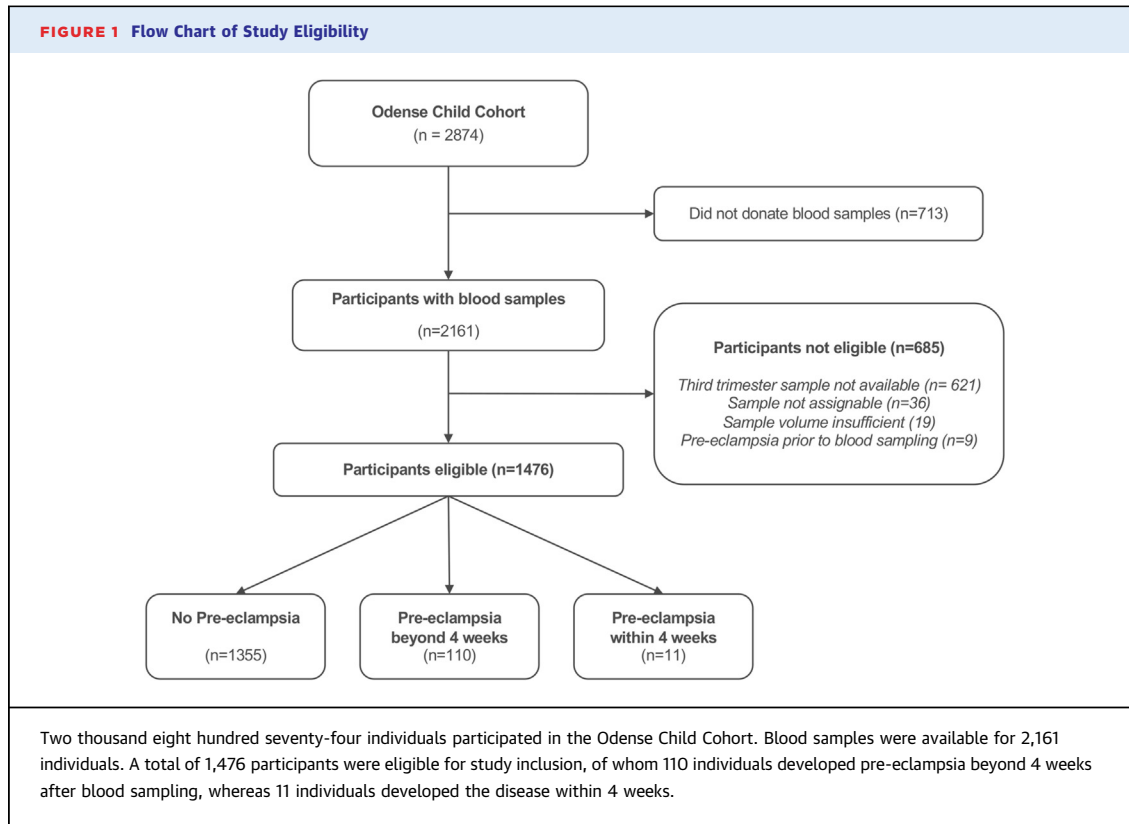 FIGURE 1 Flow Chart of Study Eligibility
Odense Child Cohort
(n = 2874)
Did not donate blood samples (n=713)
Participants with blood samples
(n=2161)
Participants not eligible (n=685)
Third trimester sample not available (n= 621)
Sample not assignable (n=36)
Sample volume insufficient (19)
Pre-eclampsia prior to blood sampling (n=9)
Participants eligible (n=1476)
No Pre-eclampsia
(n=1355)
Pre-eclampsia
beyond 4 weeks
(n=110)
Pre-eclampsia
within 4 weeks
(n=11)
Two thousand eight hundred seventy-four individuals participated in the Odense Child Cohort. Blood samples were available for 2,161
individuals. A total of 1,476 participants were eligible for study inclusion, of whom 110 individuals developed pre-eclampsia beyond 4 weeks
after blood sampling, whereas 11 individuals developed the disease within 4 weeks.